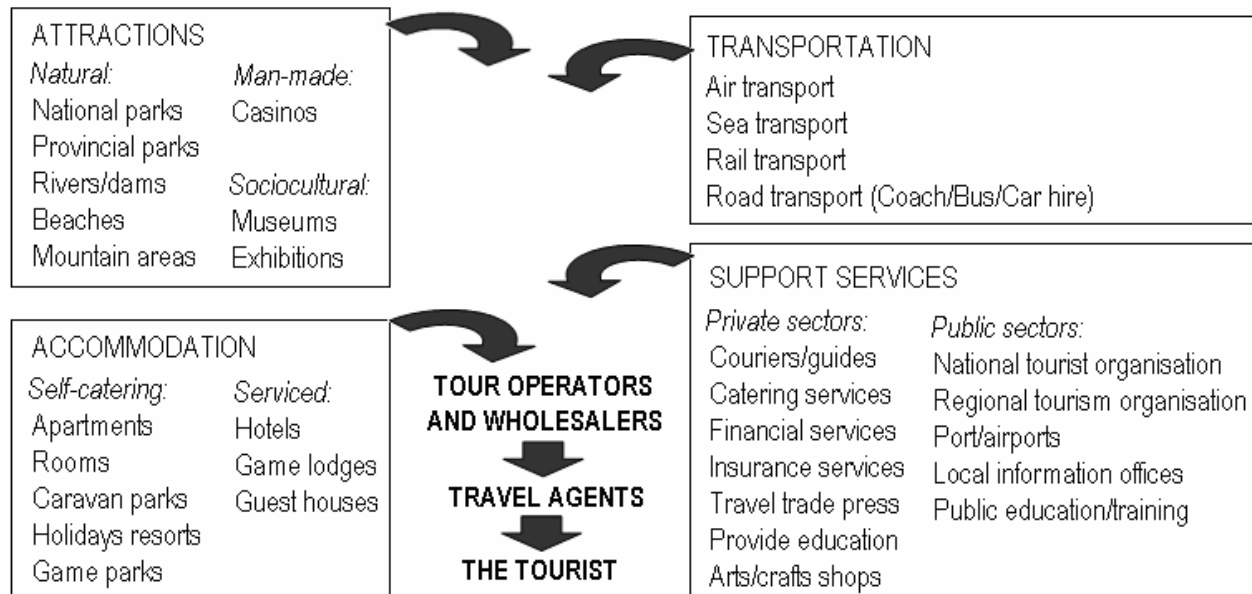 ATTRACTIONS
Natural:
National parks
Provincial parks
Rivers/dams
Beaches
Mountain areas
Man-made:
Casinos
Sociocultural:
Museums
Exhibitions
TRANSPORTATION
Air transport
Sea transport
Rail transport
Road transport (Coach/Bus/Car hire)
ACCOMMODATION
Self-catering:
Apartments
Rooms
Caravan parks
Holidays resorts
Game parks
Serviced:
Hotels
Game lodges
Guest houses
TOUR OPERATORS
AND WHOLESALERS
TRAVEL AGENTS
THE TOURIST
SUPPORT SERVICES
Private sectors:
Couriers/guides
Catering services
Financial services
Insurance services
Travel trade press
Provide education
Arts/crafts shops
Public sectors:
National tourist organisation
Regional tourism organisation
Port/airports
Local information offices
Public education/training